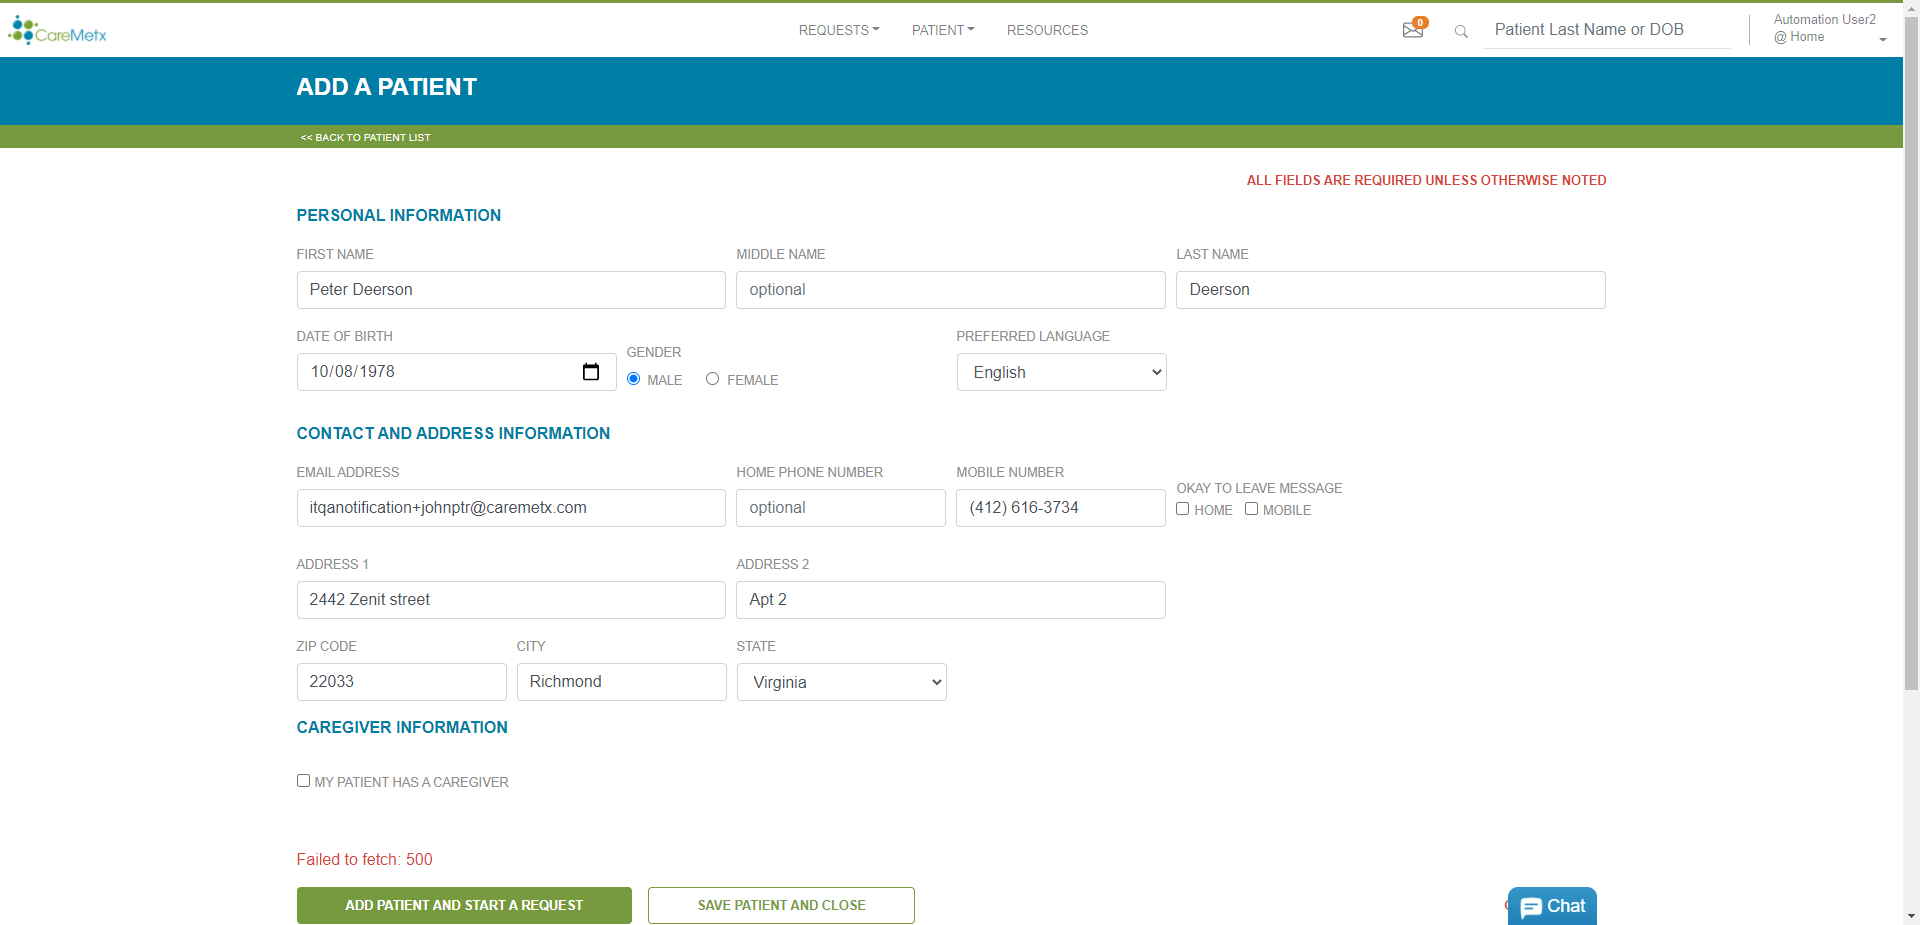 CareMetx
REQUESTS
PATIENT
RESOURCES
0
Patient Last Name or DOB
Automation User2
@ Home
ADD A PATIENT
<< BACK TO PATIENT LIST
ALL FIELDS ARE REQUIRED UNLESS OTHERWISE NOTED
PERSONAL INFORMATION
FIRST NAME
MIDDLE NAME
LAST NAME
Peter Deerson
optional
Deerson
DATE OF BIRTH
GENDER
PREFERRED LANGUAGE
10/08/1978
MALE
FEMALE
English
CONTACT AND ADDRESS INFORMATION
EMAIL ADDRESS
HOME PHONE NUMBER
MOBILE NUMBER
OKAY TO LEAVE MESSAGE
itqanotification+johnptr@caremetx.com
optional
(412) 616-3734
HOME
MOBILE
ADDRESS 1
ADDRESS 2
2442 Zenit street
Apt 2
ZIP CODE
CITY
STATE
22033
Richmond
Virginia
CAREGIVER INFORMATION
MY PATIENT HAS A CAREGIVER
Failed to fetch: 500
ADD PATIENT AND START A REQUEST
SAVE PATIENT AND CLOSE
Chat